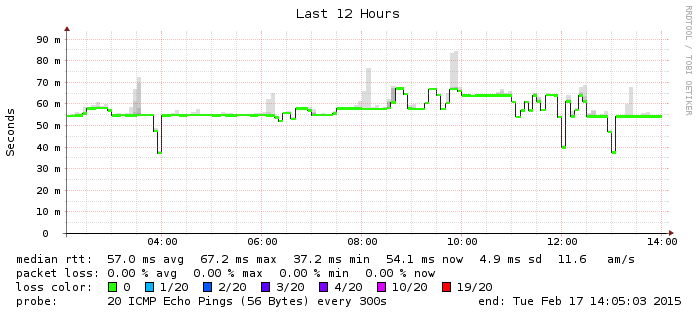 Last 12 Hours
RRDTOOL / TOBI OETIKER
Seconds
90 m
80 m
70 m
60 m
50 m
40 m
30 m
20 m
10 m
0
04:00 06:00 08:00 10:00 12:00 14:00
median rtt: 57.0 ms avg 67.2 ms max 37.2 ms min 54.1 ms now 4.9 ms sd 11.6 am/s
packet loss: 0.00 % avg 0.00 % max 0.00 % min 0.00 % now
loss color: 0 1/20 2/20 3/20 4/20 10/20 19/20
probe: 20 ICMP Echo Pings (56 Bytes) every 300s end: Tue Feb 17 14:05:03 2015